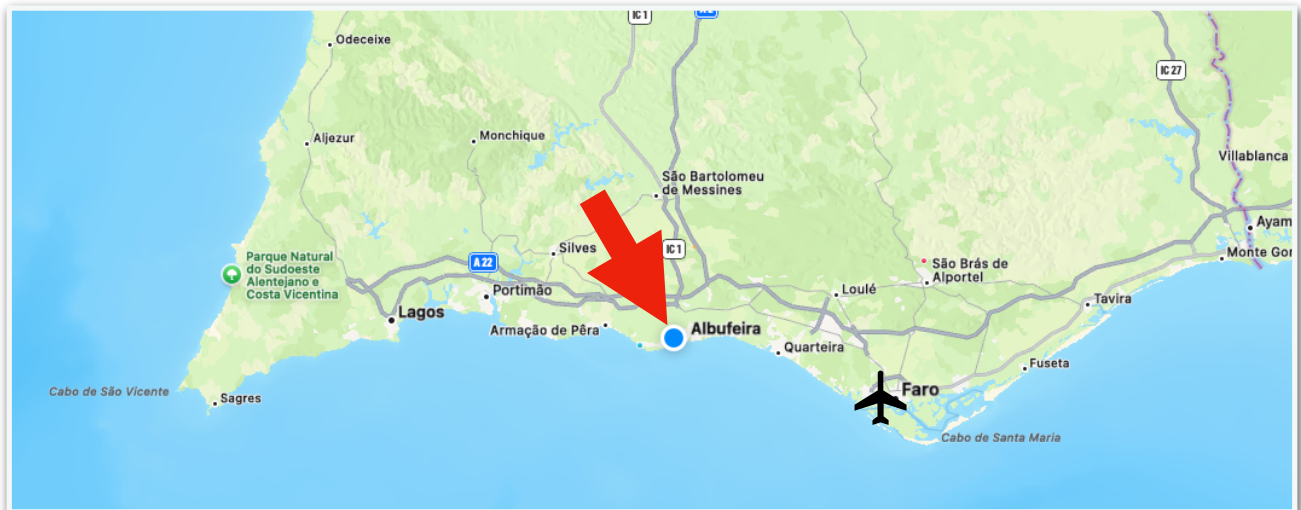 IC 1
Odeceixe
IC 27
Aljezur
Monchique
Villablanca
São Bartolomeu
de Messines
Ayam
Silves
IC 1
Monte Gor
Parque Natural
do Sudoeste
Alentejano e
Costa Vicentina
A 22
São Brás de
Alportel
Portimão
Loulé
Tavira
Lagos
Armação de Pêra
Albufeira
Quarteira
Fuseta
Cabo de São Vicente
Sagres
Faro
Cabo de Santa Maria